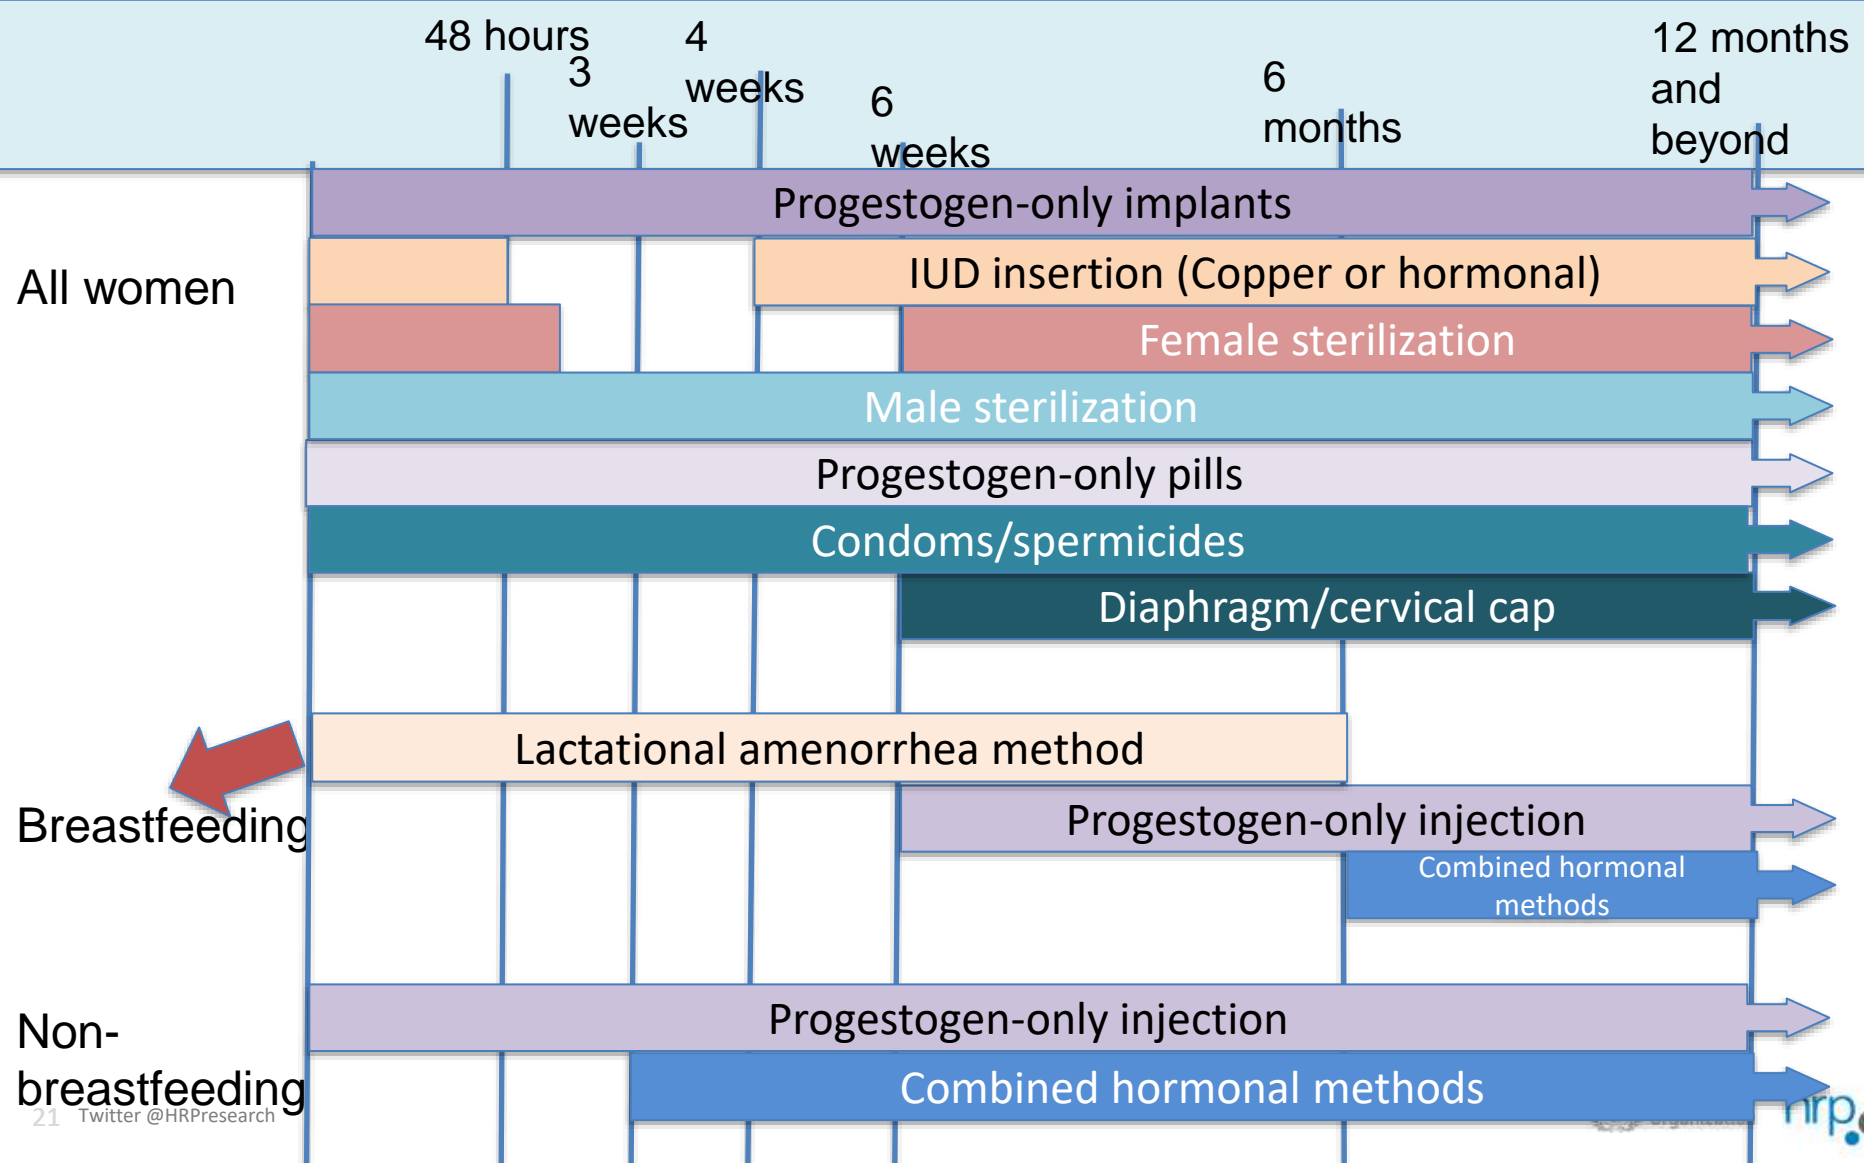 48 hours
3
weeks
4
weeks
6
weeks
6
months
12 months
and
beyond
All women
Progestogen-only implants
IUD insertion (Copper or hormonal)
Female sterilization
Male sterilization
Progestogen-only pills
Condoms/spermicides
Diaphragm/cervical cap
Breastfeeding
Lactational amenorrhea method
Progestogen-only injection
Combined hormonal
methods
Non-
breastfeeding
Progestogen-only injection
Combined hormonal methods
21 Twitter @HRPresearch
hrp.